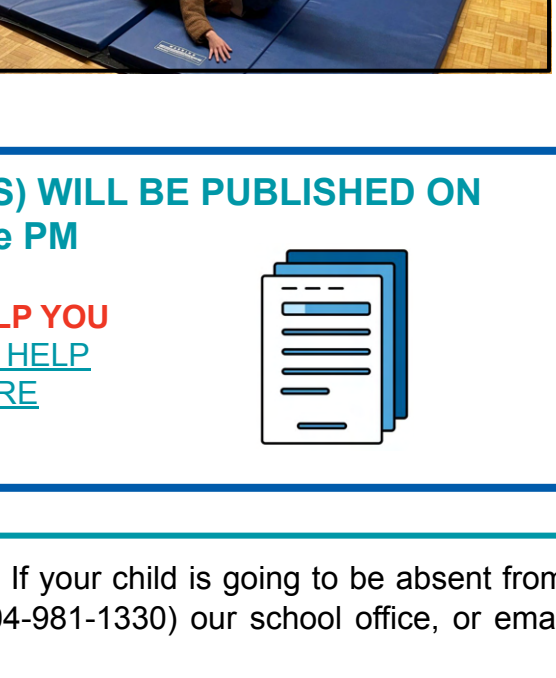 S) WILL BE PUBLISHED ON
e PM
LP YOU
HELP
RE
If your child is going to be absent from
04-981-1330) our school office, or ema